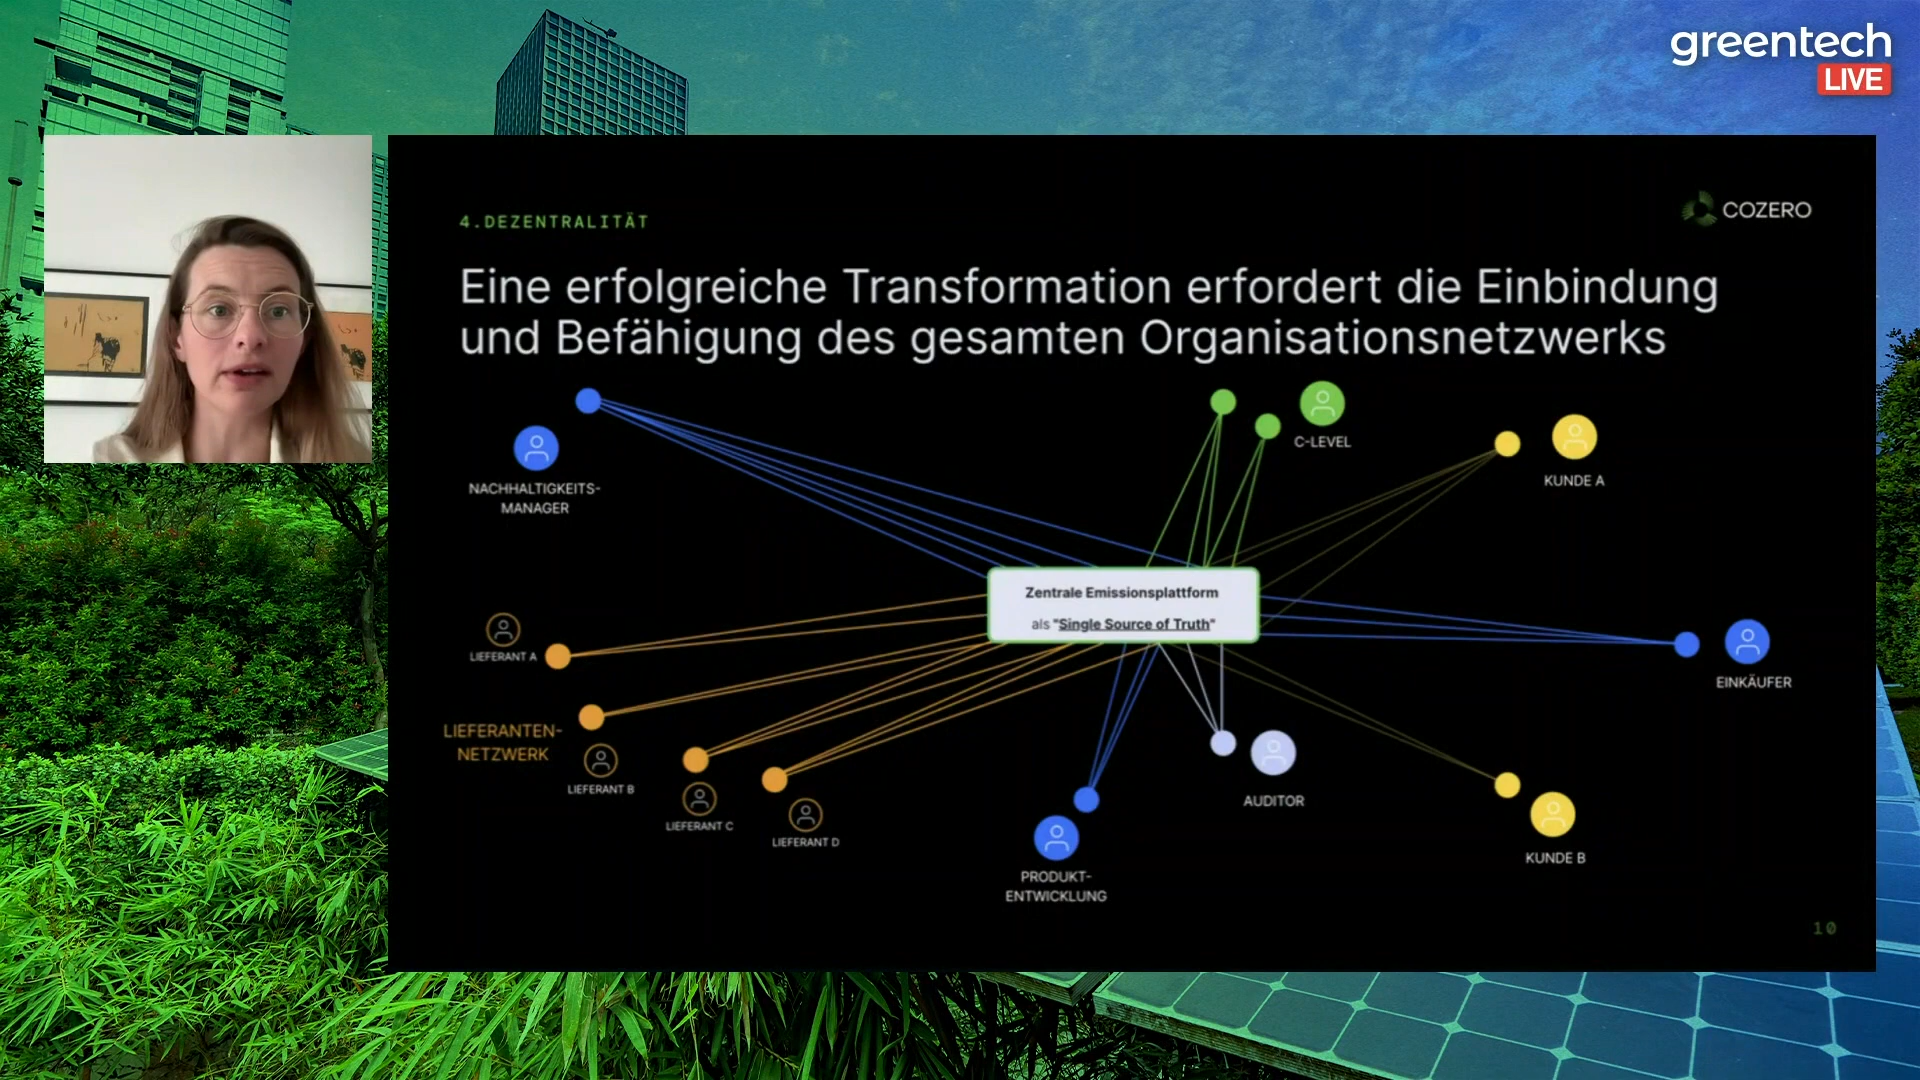 greentech
LIVE
COZERO
4.DEZENTRALITÄT
Eine erfolgreiche Transformation erfordert die Einbindung
und Befähigung des gesamten Organisationsnetzwerks
C-LEVEL
KUNDE A
NACHHALTIGKEITS-
MANAGER
Zentrale Emissionsplattform
als "Single Source of Truth"
LIEFERANT A
EINKÄUFER
LIEFERANTEN-
NETZWERK
LIEFERANT B
LIEFERANT C
LIEFERANT D
AUDITOR
PRODUKT-
ENTWICKLUNG
KUNDE B
10